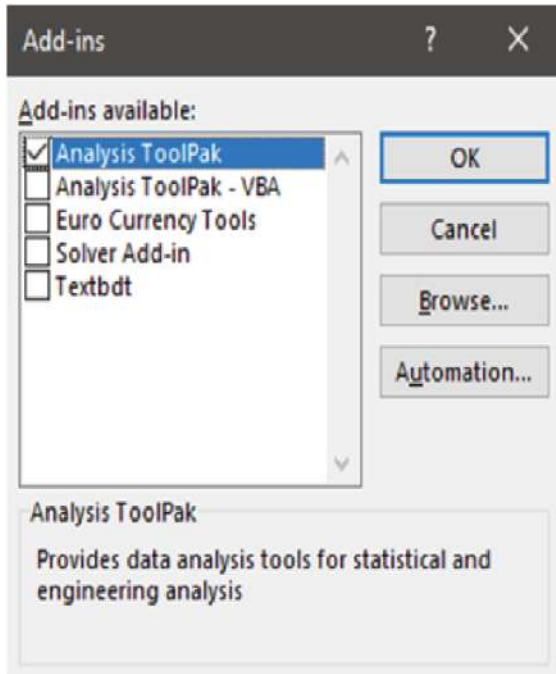 Add-ins ? ×
Add-ins available:
Analysis ToolPak
Analysis ToolPak - VBA
Euro Currency Tools
Solver Add-in
Textbdt
OK
Cancel
Browse...
Automation...
Analysis ToolPak
Provides data analysis tools for statistical and
engineering analysis